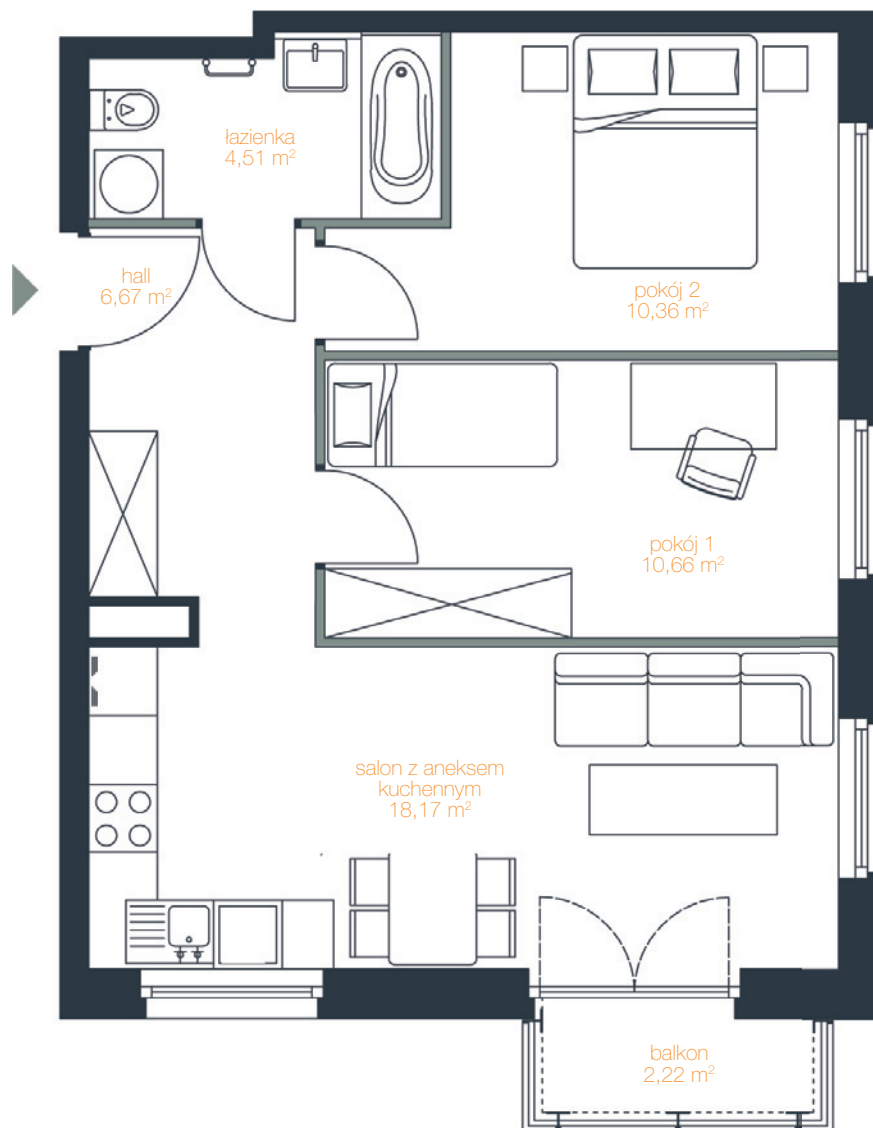 łazienka
4,51 m²
hall
6,67 m²
pokój 2
10,36 m²
pokój 1
10,66 m²
salon z aneksem
kuchennym
18,17 m²
balkon
2,22 m²